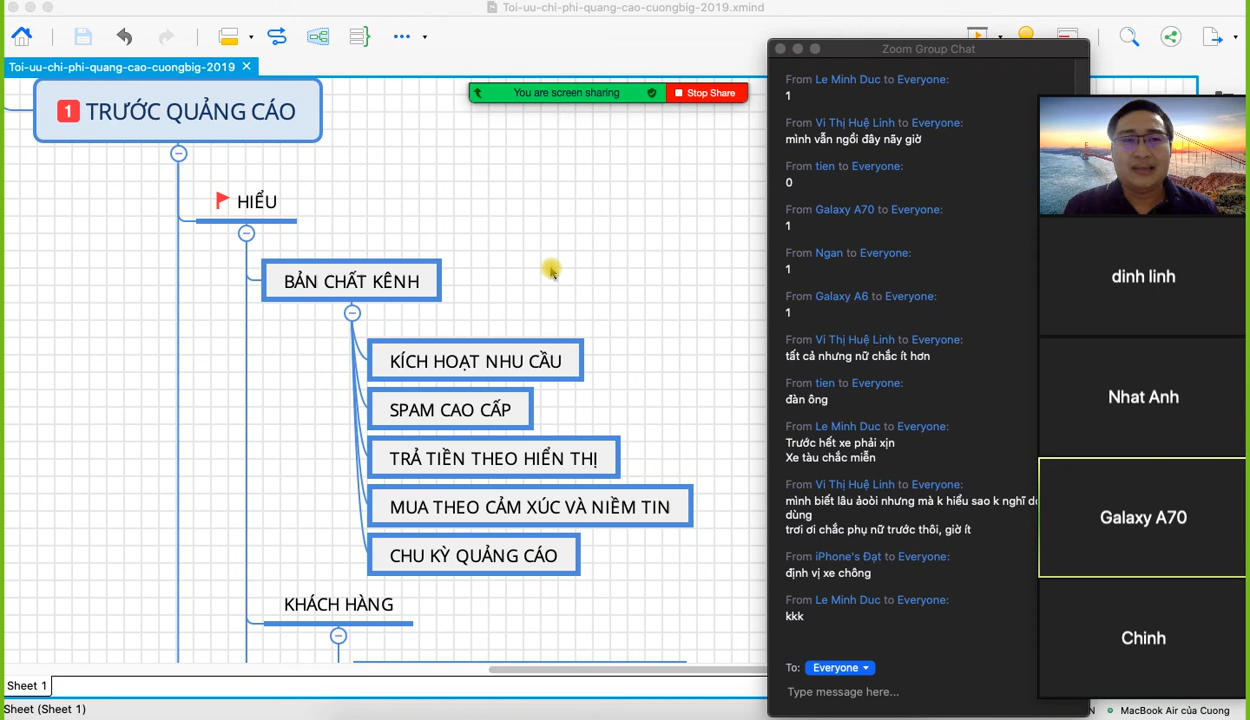 Toi-uu-chi-phi-quang-cao-cuongbig-2019.xmind
Toi-uu-chi-phi-quang-cao-cuongbig-2019
You are screen sharing
Stop Share
1 TRƯỚC QUẢNG CÁO
HIỂU
BẢN CHẤT KÊNH
KÍCH HOẠT NHU CẦU
SPAM CAO CẤP
TRẢ TIỀN THEO HIỂN THỊ
MUA THEO CẢM XÚC VÀ NIỀM TIN
CHU KỲ QUẢNG CÁO
KHÁCH HÀNG
Sheet 1
Sheet (Sheet 1)
Zoom Group Chat
From Le Minh Duc to Everyone:
1
From Vi Thị Huệ Linh to Everyone:
mình vẫn ngồi đây nãy giờ
From tien to Everyone:
0
From Galaxy A70 to Everyone:
1
From Ngan to Everyone:
1
From Galaxy A6 to Everyone:
1
From Vi Thị Huệ Linh to Everyone:
tất cả nhưng nữ chắc ít hơn
From tien to Everyone:
đàn ông
From Le Minh Duc to Everyone:
Trước hết xe phải xịn
Xe tàu chắc miễn
From Vi Thị Huệ Linh to Everyone:
mình biết lâu ảoòi nhưng mà k hiểu sao k nghĩ
dùng
trơi ơi chắc phụ nữ trước thôi, giờ ít
From iPhone's Đạt to Everyone:
định vị xe chông
From Le Minh Duc to Everyone:
kkk
To: Everyone
Type message here...
dinh linh
Nhat Anh
Galaxy A70
Chinh
MacBook Air của Cuong